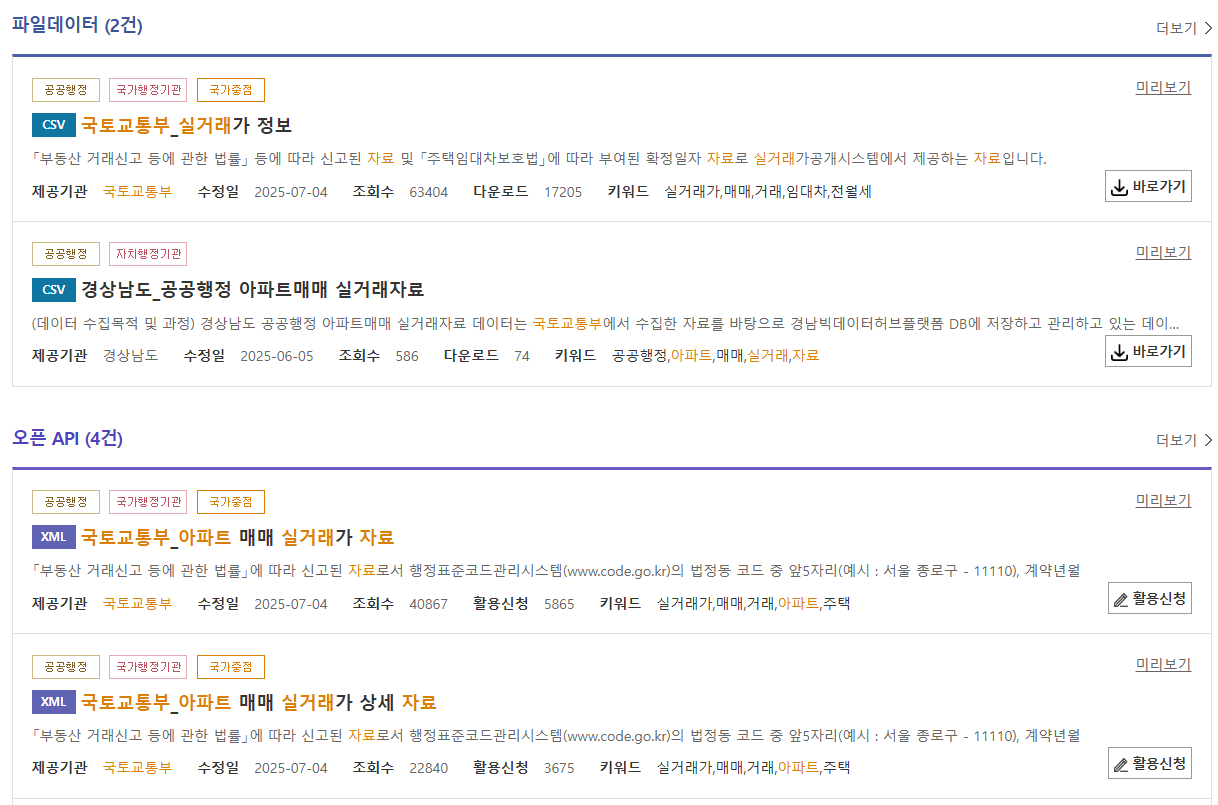 파일데이터 (2건)
더보기
공공행정 국가행정기관 국가중점
미리보기
CSV 국토교통부_실거래가 정보
「부동산 거래신고 등에 관한 법률」 등에 따라 신고된 자료 및 「주택임대차보호법」에 따라 부여된 확정일자 자료로 실거래가공개시스템에서 제공하는 자료입니다.
제공기관 국토교통부 수정일 2025-07-04 조회수 63404 다운로드 17205 키워드 실거래가,매매,거래,임대차,전월세
바로가기
공공행정 자치행정기관
미리보기
CSV 경상남도_공공행정 아파트매매 실거래자료
(데이터 수집목적 및 과정) 경상남도 공공행정 아파트매매 실거래자료 데이터는 국토교통부에서 수집한 자료를 바탕으로 경남빅데이터허브플랫폼 DB에 저장하고 관리하고 있는 데이...
제공기관 경상남도 수정일 2025-06-05 조회수 586 다운로드 74 키워드 공공행정,아파트,매매,실거래,자료
바로가기
오픈 API (4건)
더보기
공공행정 국가행정기관 국가중점
미리보기
XML 국토교통부_아파트 매매 실거래가 자료
「부동산 거래신고 등에 관한 법률」에 따라 신고된 자료로서 행정표준코드관리시스템(www.code.go.kr)의 법정동 코드 중 앞5자리(예시 : 서울 종로구 - 11110), 계약년월
제공기관 국토교통부 수정일 2025-07-04 조회수 40867 활용신청 5865 키워드 실거래가,매매,거래,아파트,주택
활용신청
공공행정 국가행정기관 국가중점
미리보기
XML 국토교통부_아파트 매매 실거래가 상세 자료
「부동산 거래신고 등에 관한 법률」에 따라 신고된 자료로서 행정표준코드관리시스템(www.code.go.kr)의 법정동 코드 중 앞5자리(예시 : 서울 종로구 - 11110), 계약년월
제공기관 국토교통부 수정일 2025-07-04 조회수 22840 활용신청 3675 키워드 실거래가,매매,거래,아파트,주택
활용신청